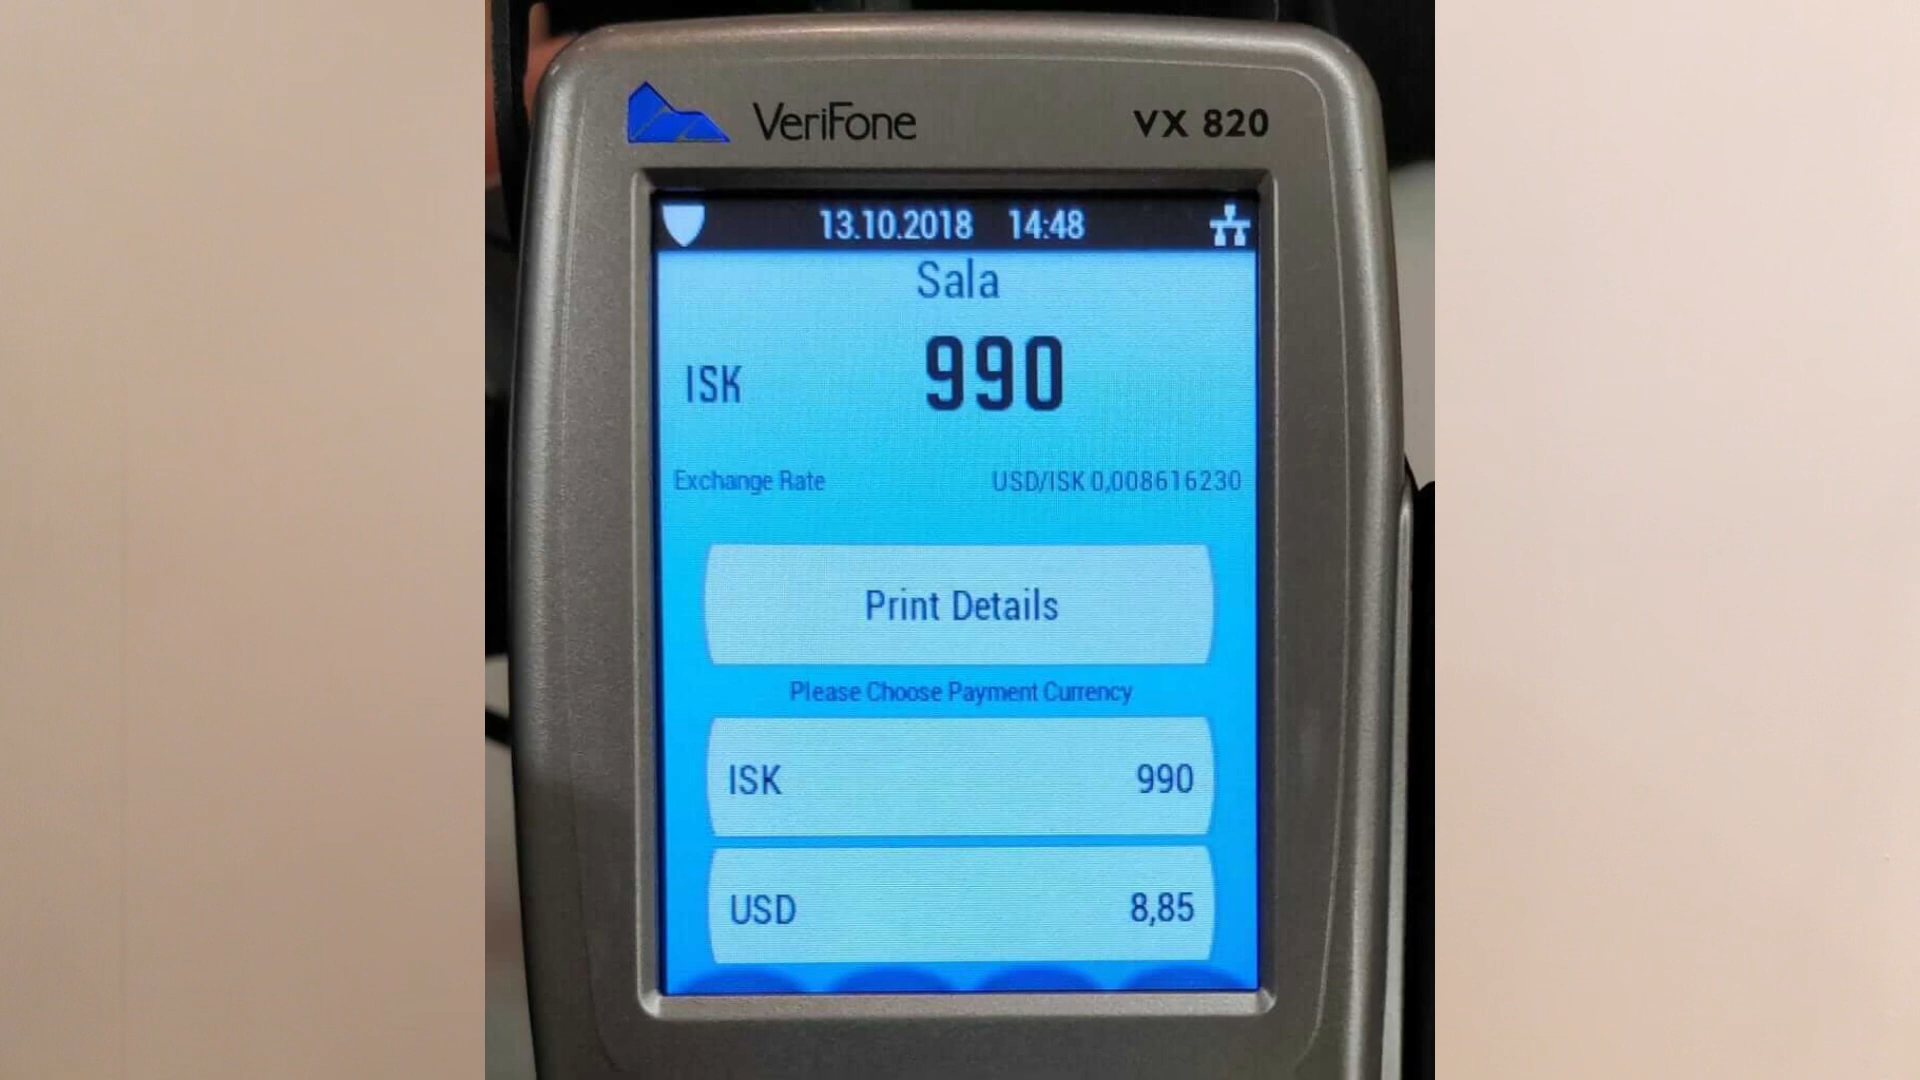 VeriFone VX 820
13.10.2018 14:48
Sala
ISK 990
Exchange Rate USD/ISK 0,008616230
Print Details
Please Choose Payment Currency
ISK 990
USD 8,85